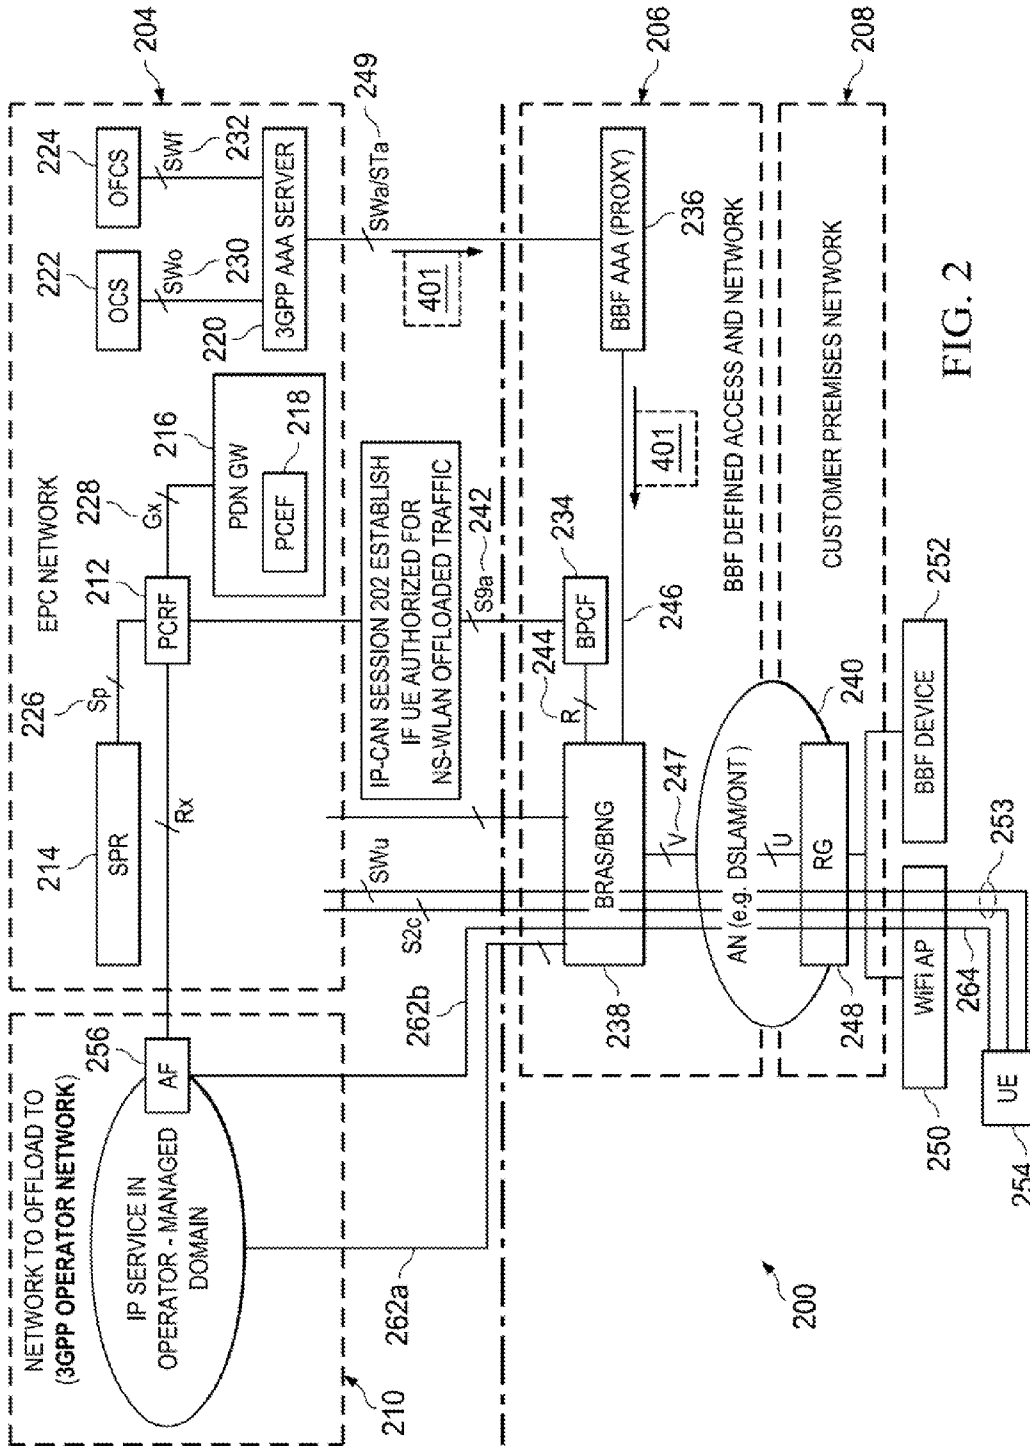 NETWORK TO OFFLOAD TO
(3GPP OPERATOR NETWORK)
256
AF
IP SERVICE IN
OPERATOR - MANAGED
DOMAIN
210
262a
262b
EPC NETWORK
204
214
SPR
226
Sp
Rx
212
PCRF
228
Gx
216
PDN GW
218
PCEF
222
OCS
224
OFCS
SWo
230
SWf
232
220
3GPP AAA SERVER
SWa/STa
249
401
IP-CAN SESSION 202 ESTABLISH
IF UE AUTHORIZED FOR
NS-WLAN OFFLOADED TRAFFIC
S9a
242
SWu
S2c
206
BRAS/BNG
238
244
R
BPCF
234
246
401
BBF AAA (PROXY)
236
BBF DEFINED ACCESS AND NETWORK
V
247
AN (e.g. DSLAM/ONT)
U
240
RG
248
CUSTOMER PREMISES NETWORK
208
WiFi AP
250
BBF DEVICE
252
253
264
UE
254
200
FIG. 2